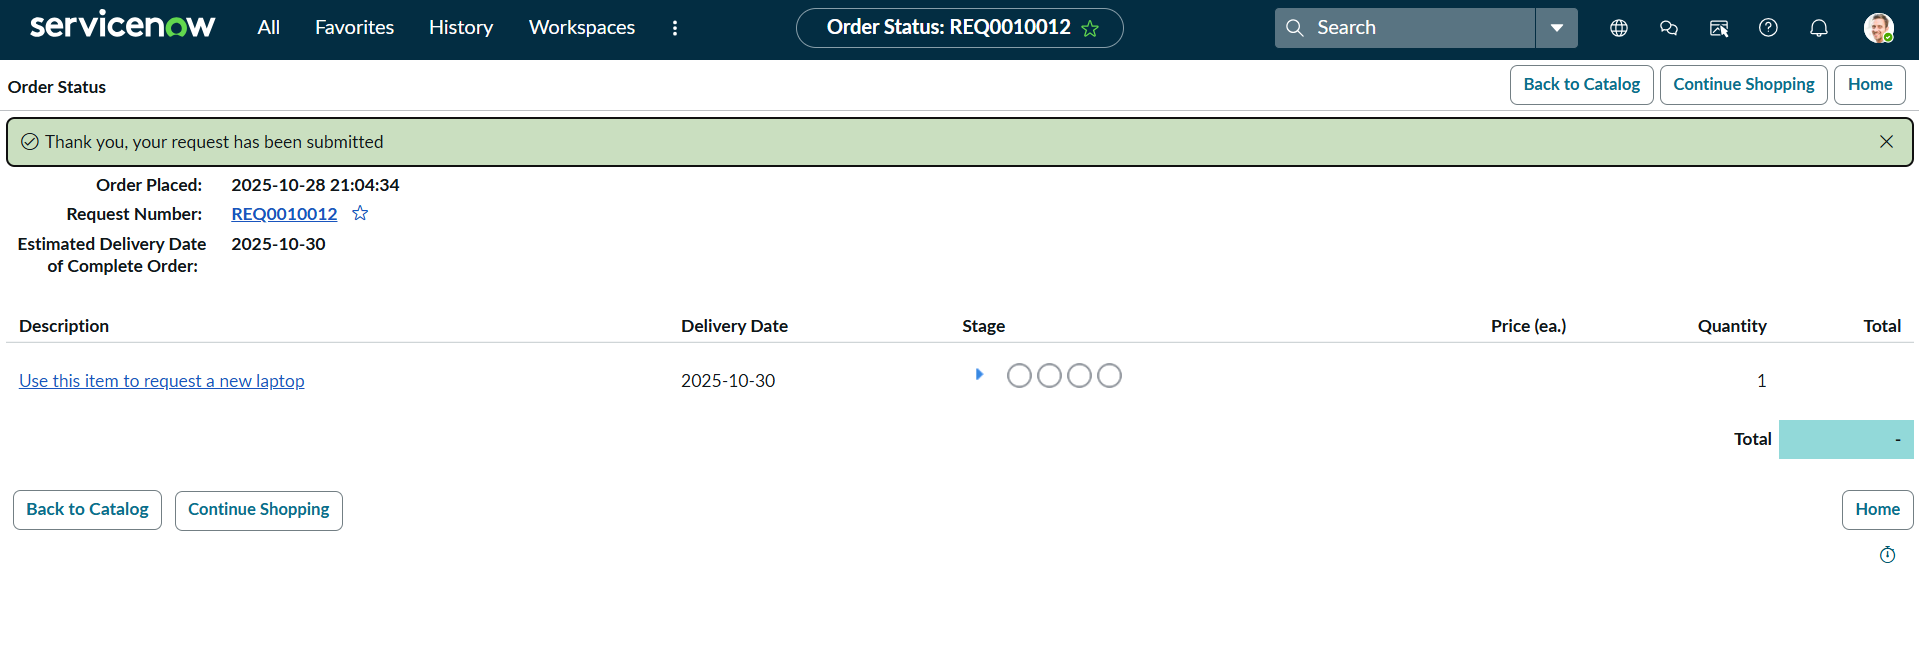 servicenow All Favorites History Workspaces Order Status: REQ0010012 Search
Order Status Back to Catalog Continue Shopping Home
Thank you, your request has been submitted
Order Placed: 2025-10-28 21:04:34
Request Number: REQ0010012
Estimated Delivery Date 2025-10-30
of Complete Order:
Description Delivery Date Stage Price (ea.) Quantity Total
Use this item to request a new laptop 2025-10-30 1
Total -
Back to Catalog Continue Shopping Home